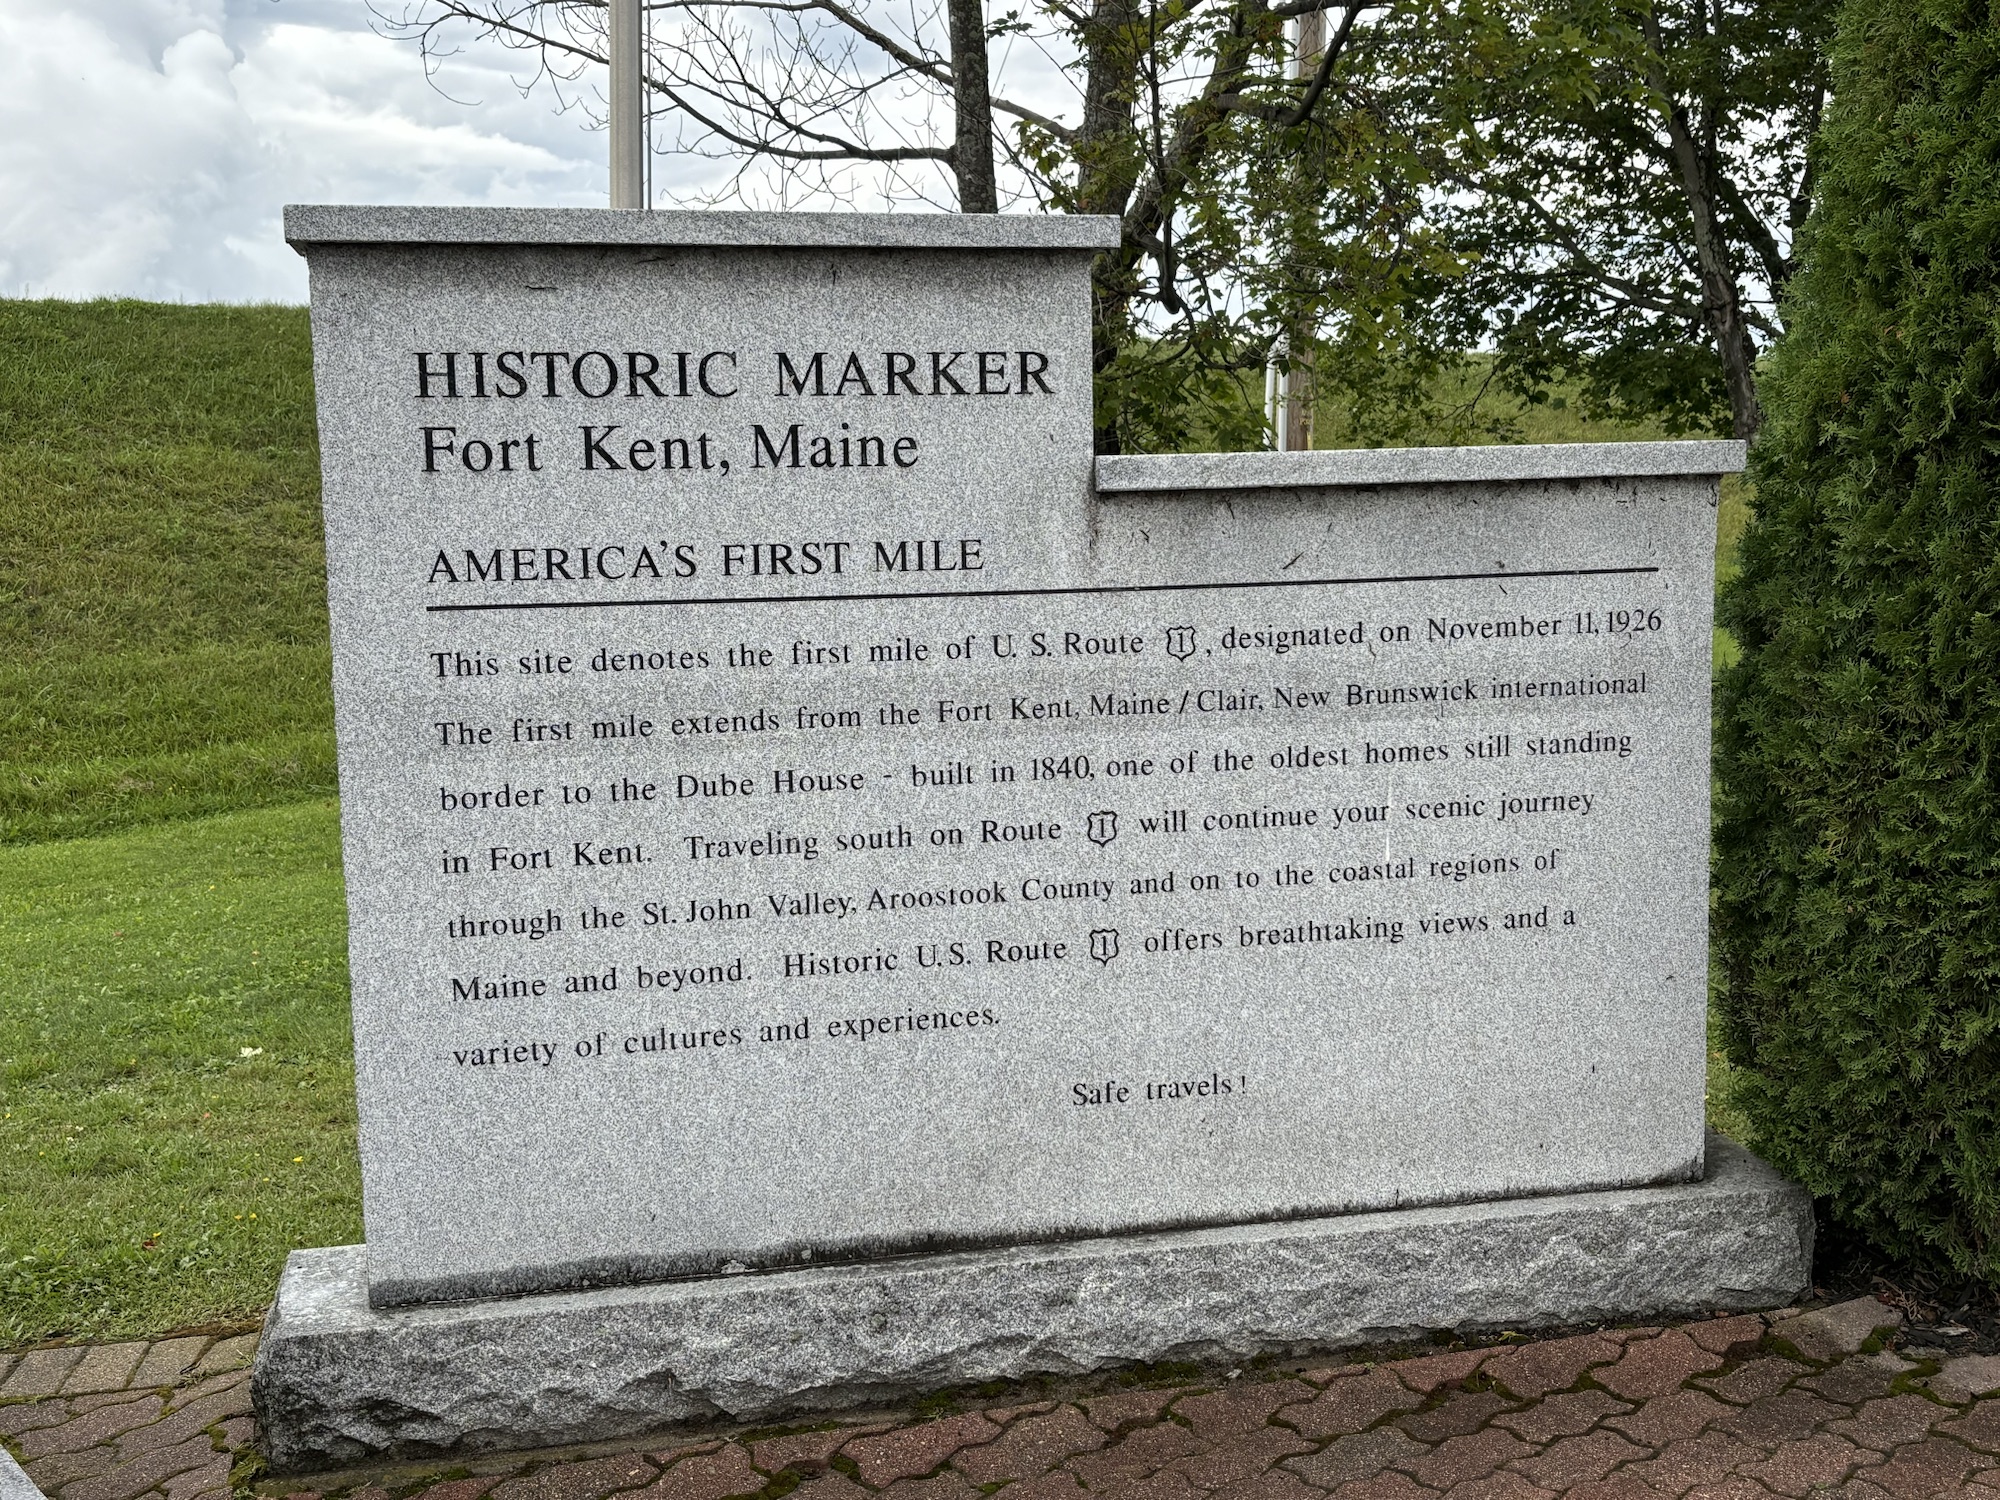 HISTORIC MARKER
Fort Kent, Maine
AMERICA'S FIRST MILE
This site denotes the first mile of U. S. Route 1, designated on November 11, 1926
The first mile extends from the Fort Kent, Maine / Clair, New Brunswick international
border to the Dube House - built in 1840, one of the oldest homes still standing
in Fort Kent. Traveling south on Route 1 will continue your scenic journey
through the St. John Valley, Aroostook County and on to the coastal regions of
Maine and beyond. Historic U.S. Route 1 offers breathtaking views and a
variety of cultures and experiences.
Safe travels!